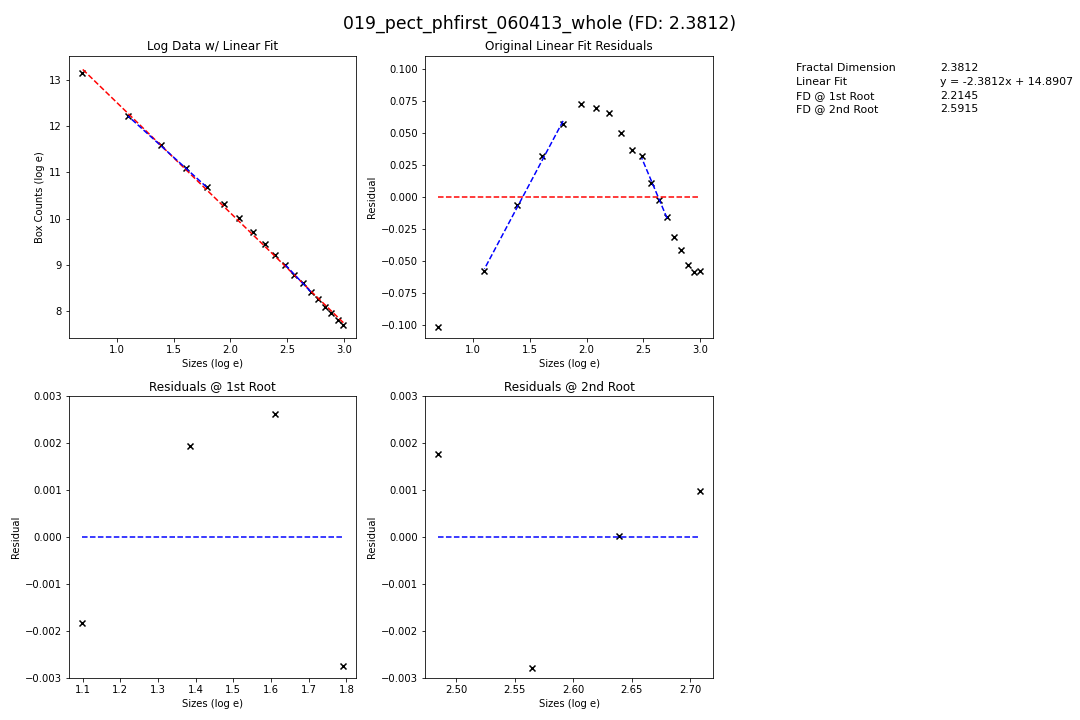 019_pect_phfirst_060413_whole (FD: 2.3812)
Log Data w/ Linear Fit
13
12
11
10
9
8
Box Counts (log e)
1.0 1.5 2.0 2.5 3.0
Sizes (log e)
Original Linear Fit Residuals
0.100
0.075
0.050
0.025
0.000
−0.025
−0.050
−0.075
−0.100
Residual
1.0 1.5 2.0 2.5 3.0
Sizes (log e)
Fractal Dimension 2.3812
Linear Fit y = -2.3812x + 14.8907
FD @ 1st Root 2.2145
FD @ 2nd Root 2.5915
Residuals @ 1st Root
0.003
0.002
0.001
0.000
−0.001
−0.002
−0.003
Residual
1.1 1.2 1.3 1.4 1.5 1.6 1.7 1.8
Sizes (log e)
Residuals @ 2nd Root
0.003
0.002
0.001
0.000
−0.001
−0.002
−0.003
Residual
2.50 2.55 2.60 2.65 2.70
Sizes (log e)